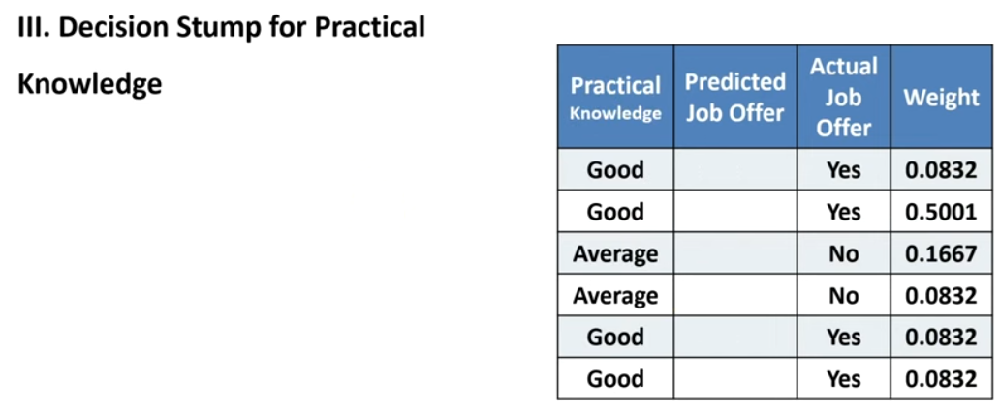 III. Decision Stump for Practical
Knowledge
Practical Knowledge | Predicted Job Offer | Actual Job Offer | Weight
Good | | Yes | 0.0832
Good | | Yes | 0.5001
Average | | No | 0.1667
Average | | No | 0.0832
Good | | Yes | 0.0832
Good | | Yes | 0.0832